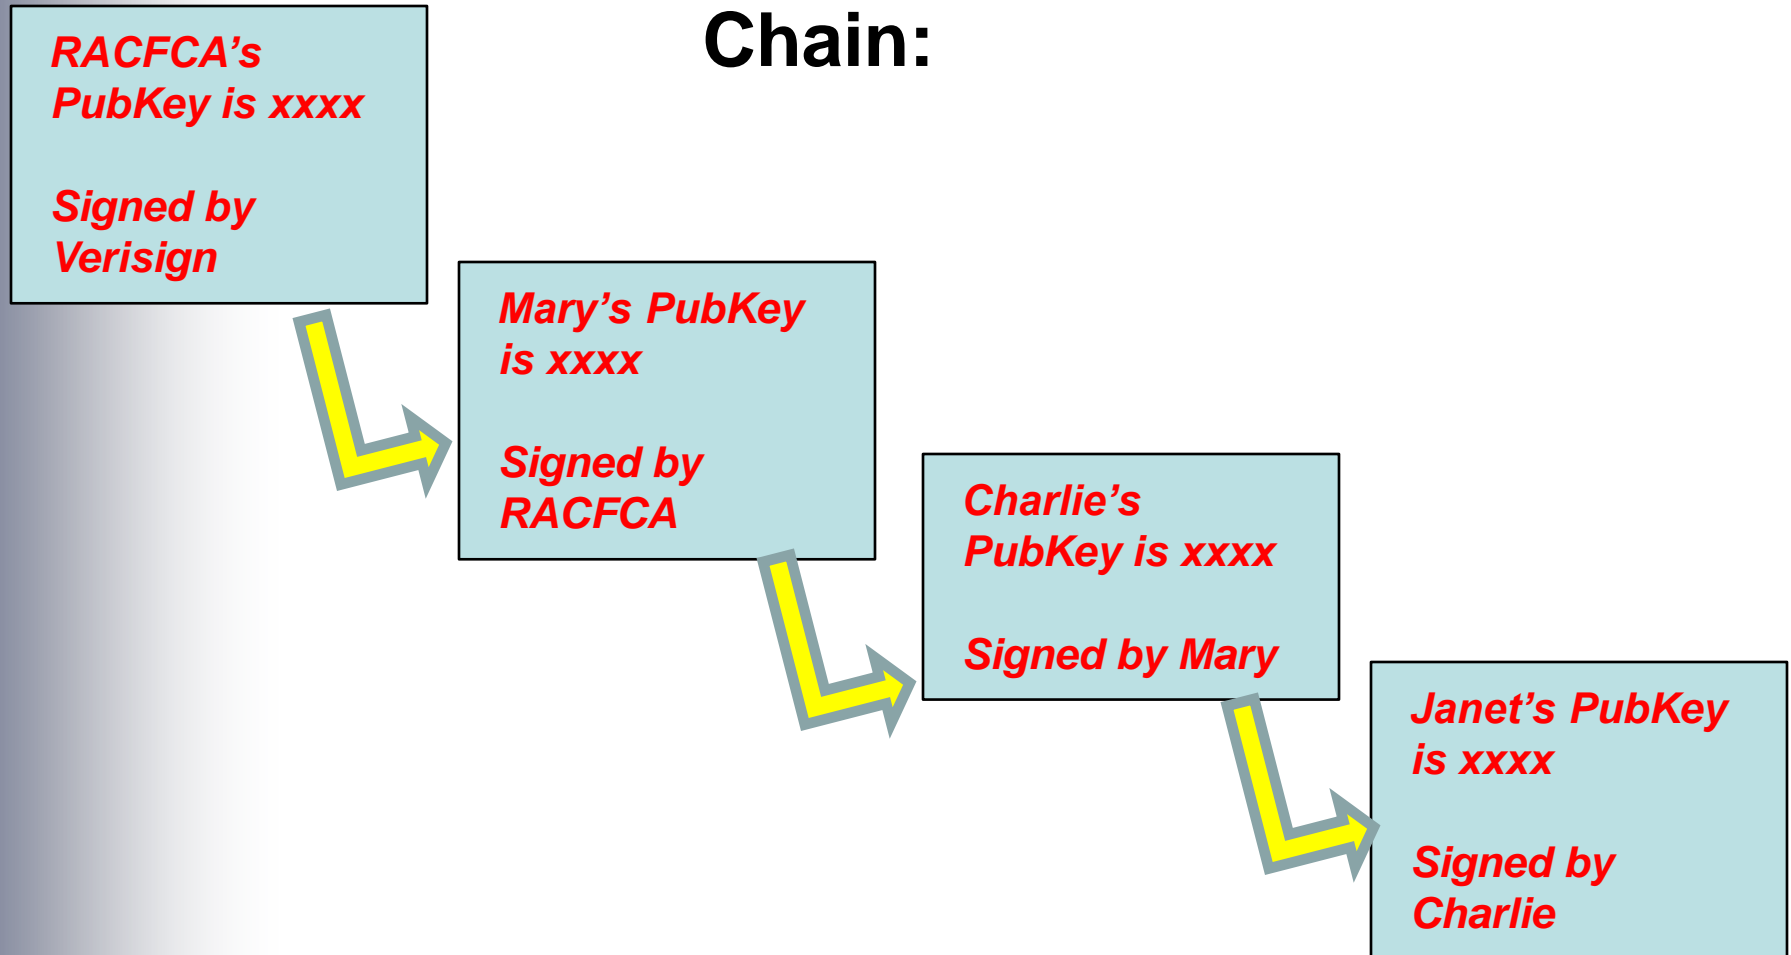 Chain:
RACFCA’s
PubKey is xxxx
Signed by
Verisign
Mary’s PubKey
is xxxx
Signed by
RACFCA
Charlie’s
PubKey is xxxx
Signed by Mary
Janet’s PubKey
is xxxx
Signed by
Charlie